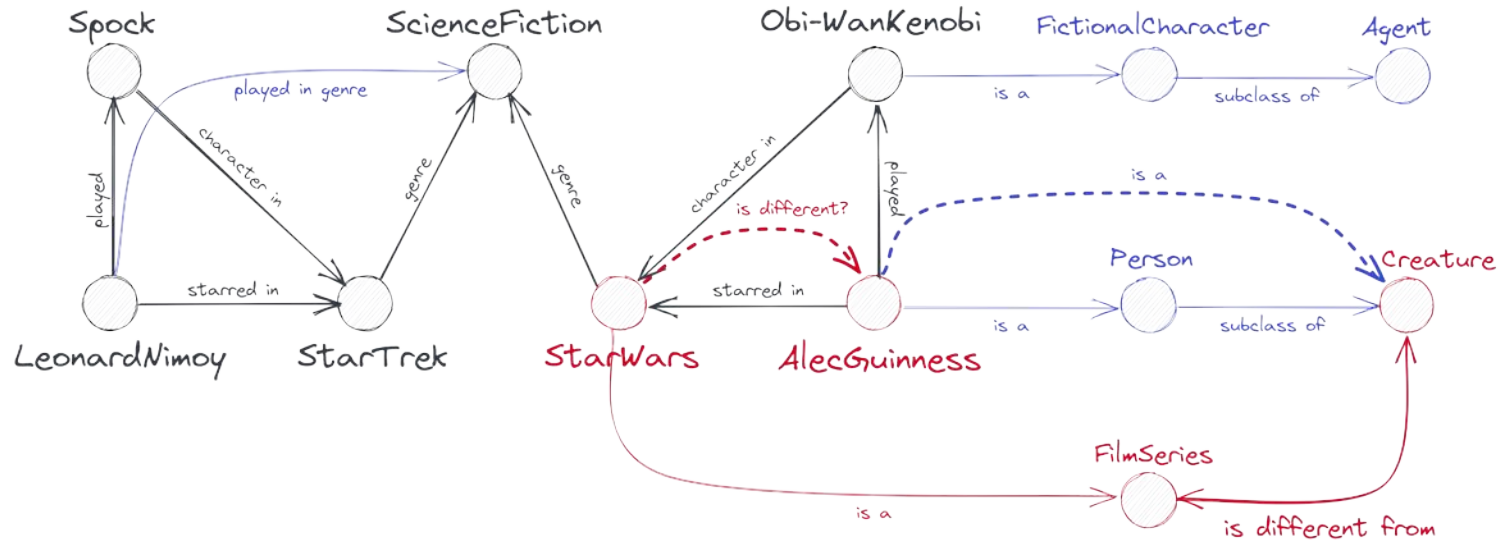 Spock
ScienceFiction
Obi-WanKenobi
FictionalCharacter
Agent
played in genre
is a
subclass of
character in
genre
genre
character in
played
played
is a
is different?
Person
Creature
starred in
starred in
is a
subclass of
LeonardNimoy
StarTrek
StarWars
AlecGuinness
FilmSeries
is a
is different from